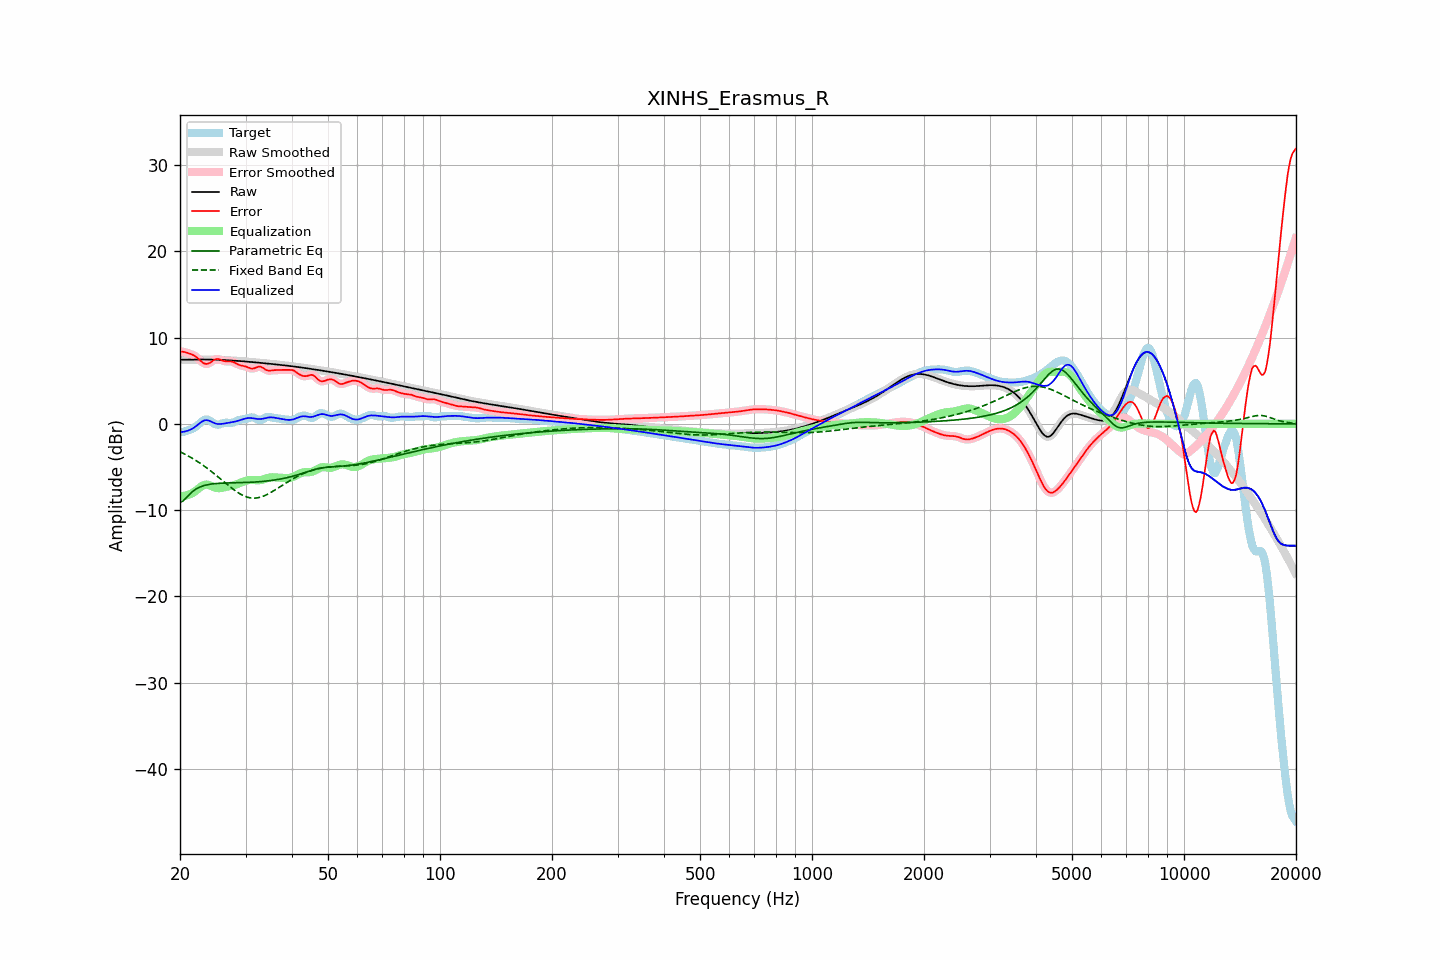 XINHS_Erasmus_R
Target
Raw Smoothed
Error Smoothed
Raw
Error
Equalization
Parametric Eq
Fixed Band Eq
Equalized
30
20
10
0
−10
−20
−30
−40
Amplitude (dBr)
20 50 100 200 500 1000 2000 5000 10000 20000
Frequency (Hz)